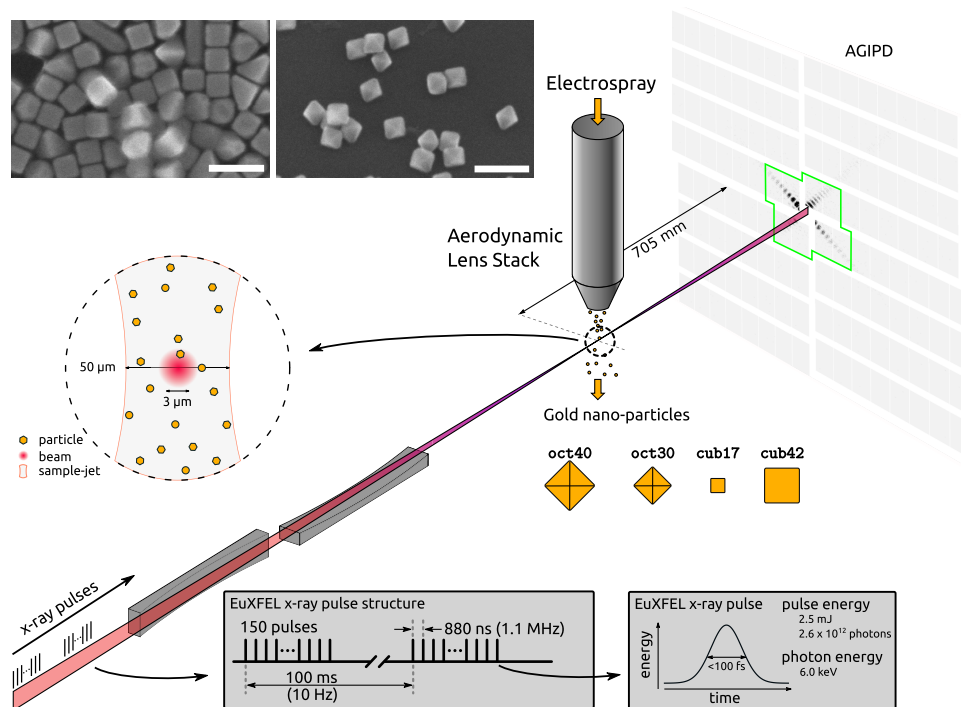 AGIPD
Electrospray
Aerodynamic
Lens Stack
705 mm
50 μm
3 μm
particle
beam
sample-jet
Gold nano-particles
oct40
oct30
cub17
cub42
x-ray pulses
EuXFEL x-ray pulse structure
150 pulses
880 ns (1.1 MHz)
100 ms
(10 Hz)
EuXFEL x-ray pulse
energy
<100 fs
time
pulse energy
2.5 mJ
2.6 x 10¹² photons
photon energy
6.0 keV